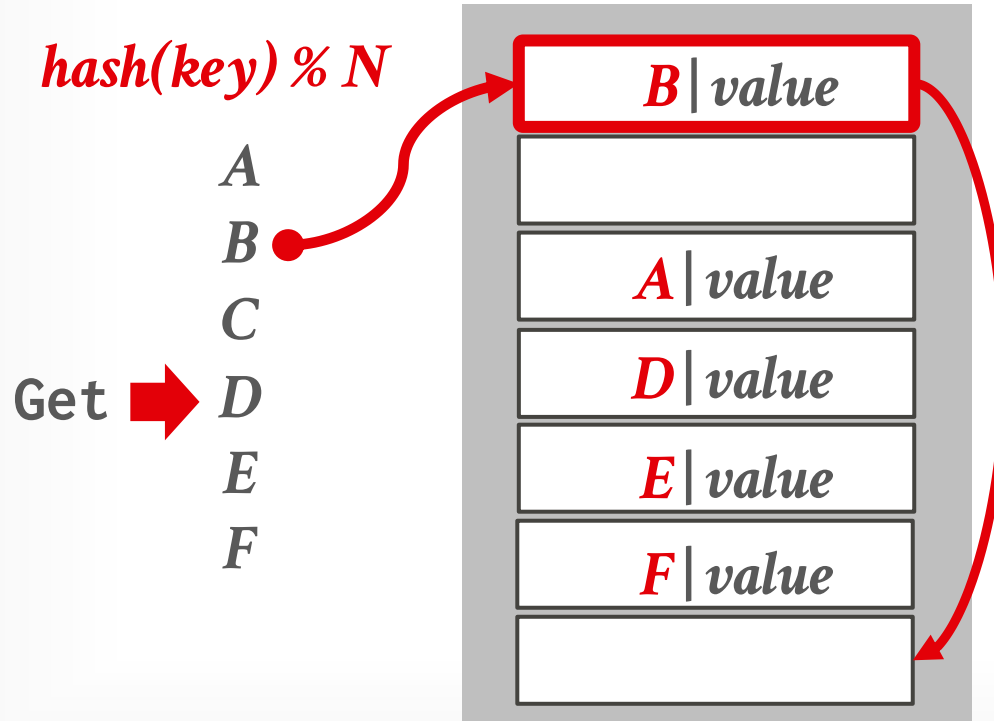 hash(key) % N
A
B
C
Get D
E
F
B|value
A|value
D|value
E|value
F|value